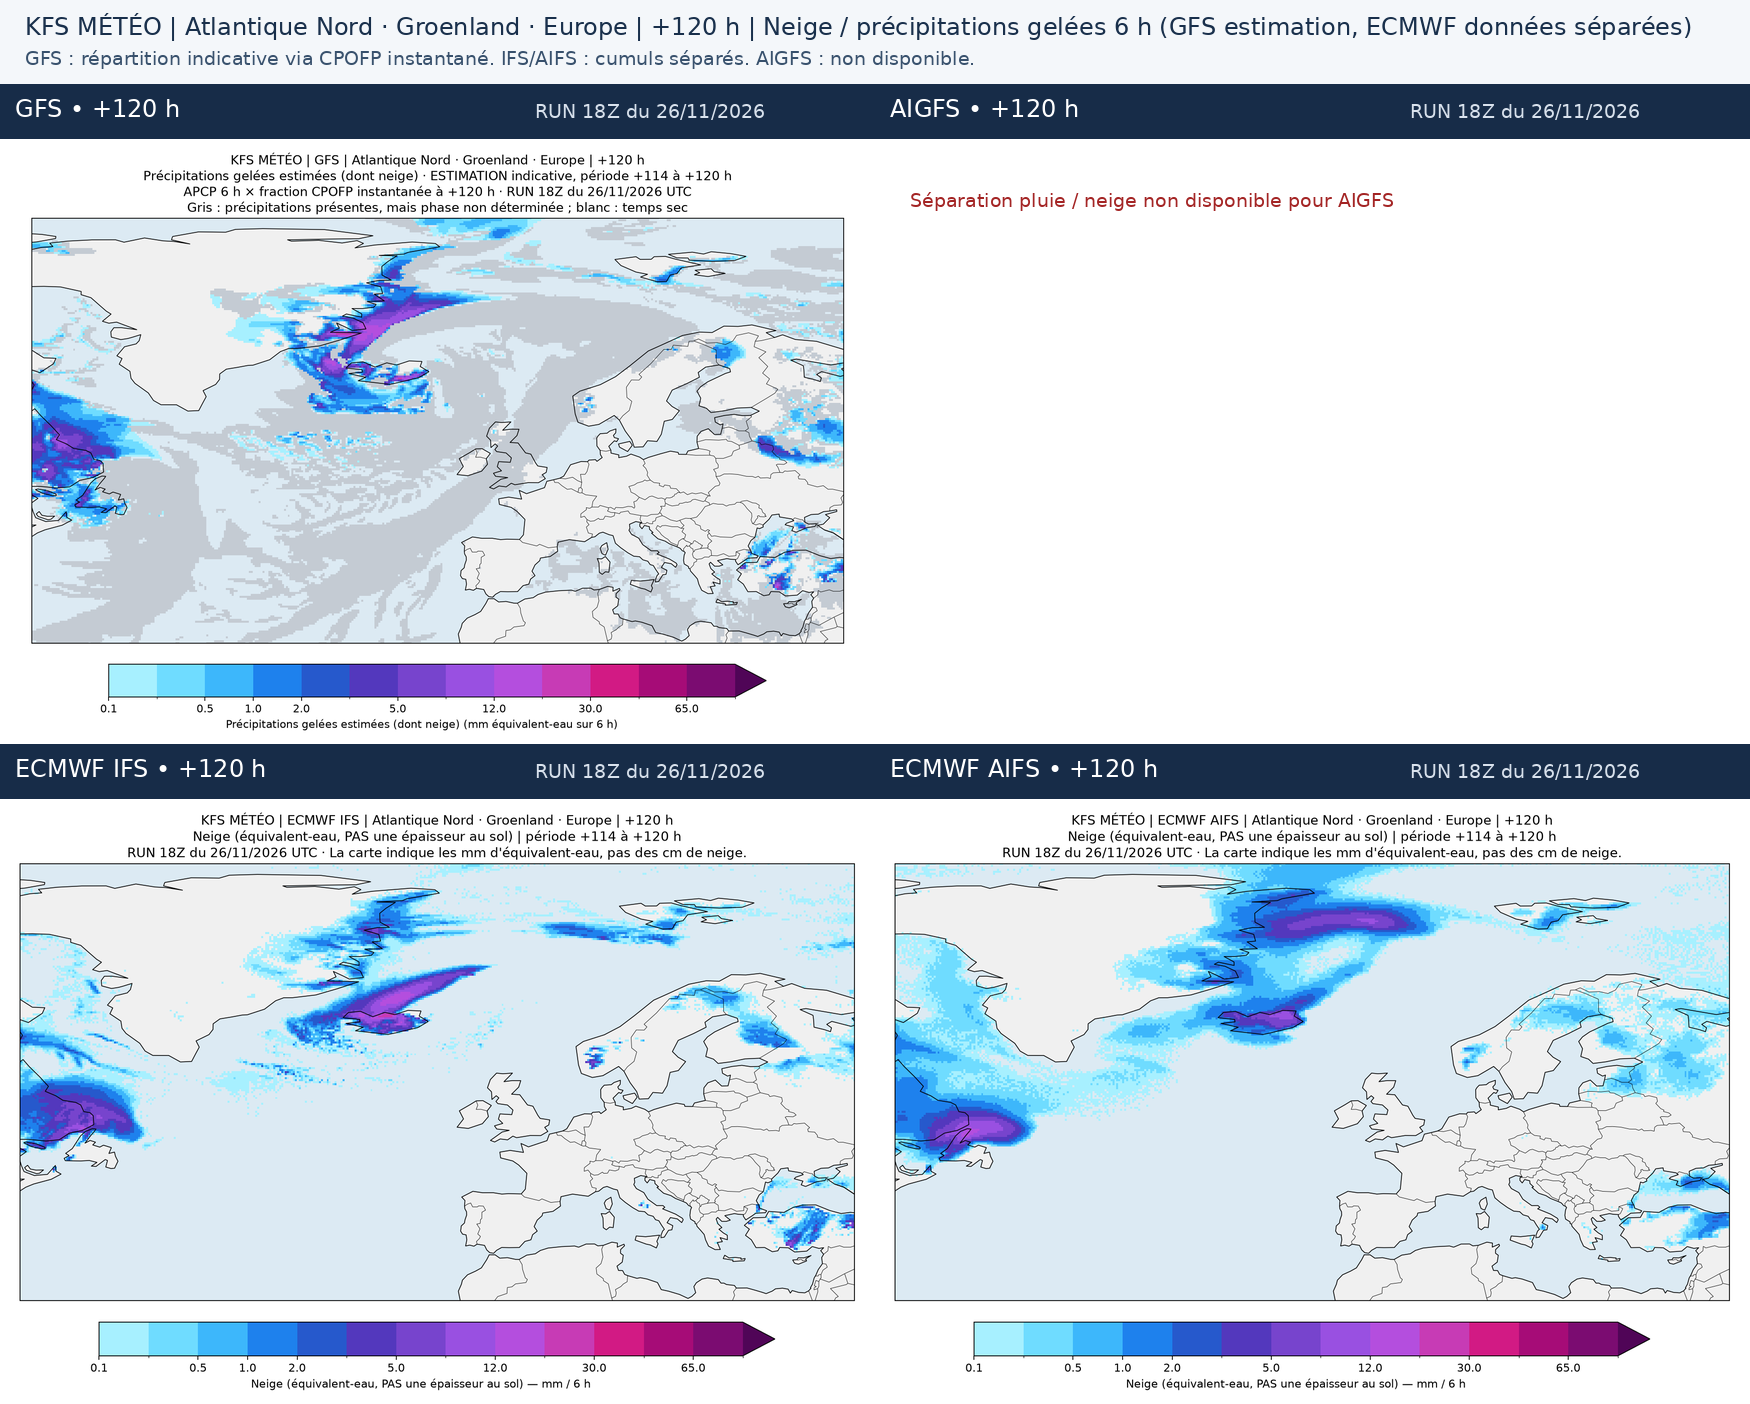 KFS MÉTÉO | Atlantique Nord · Groenland · Europe | +120 h | Neige / précipitations gelées 6 h (GFS estimation, ECMWF données séparées)
GFS : répartition indicative via CPOFP instantané. IFS/AIFS : cumuls séparés. AIGFS : non disponible.
GFS • +120 h
RUN 18Z du 26/11/2026
AIGFS • +120 h
RUN 18Z du 26/11/2026
KFS MÉTÉO | GFS | Atlantique Nord · Groenland · Europe | +120 h
Précipitations gelées estimées (dont neige) · ESTIMATION indicative, période +114 à +120 h
APCP 6 h × fraction CPOFP instantanée à +120 h · RUN 18Z du 26/11/2026 UTC
Gris : précipitations présentes, mais phase non déterminée ; blanc : temps sec
Séparation pluie / neige non disponible pour AIGFS
0.1 0.5 1.0 2.0 5.0 12.0 30.0 65.0
Précipitations gelées estimées (dont neige) (mm équivalent-eau sur 6 h)
ECMWF IFS • +120 h
RUN 18Z du 26/11/2026
ECMWF AIFS • +120 h
RUN 18Z du 26/11/2026
KFS MÉTÉO | ECMWF IFS | Atlantique Nord · Groenland · Europe | +120 h
Neige (équivalent-eau, PAS une épaisseur au sol) | période +114 à +120 h
RUN 18Z du 26/11/2026 UTC · La carte indique les mm d'équivalent-eau, pas des cm de neige.
KFS MÉTÉO | ECMWF AIFS | Atlantique Nord · Groenland · Europe | +120 h
Neige (équivalent-eau, PAS une épaisseur au sol) | période +114 à +120 h
RUN 18Z du 26/11/2026 UTC · La carte indique les mm d'équivalent-eau, pas des cm de neige.
0.1 0.5 1.0 2.0 5.0 12.0 30.0 65.0
Neige (équivalent-eau, PAS une épaisseur au sol) — mm / 6 h
0.1 0.5 1.0 2.0 5.0 12.0 30.0 65.0
Neige (équivalent-eau, PAS une épaisseur au sol) — mm / 6 h